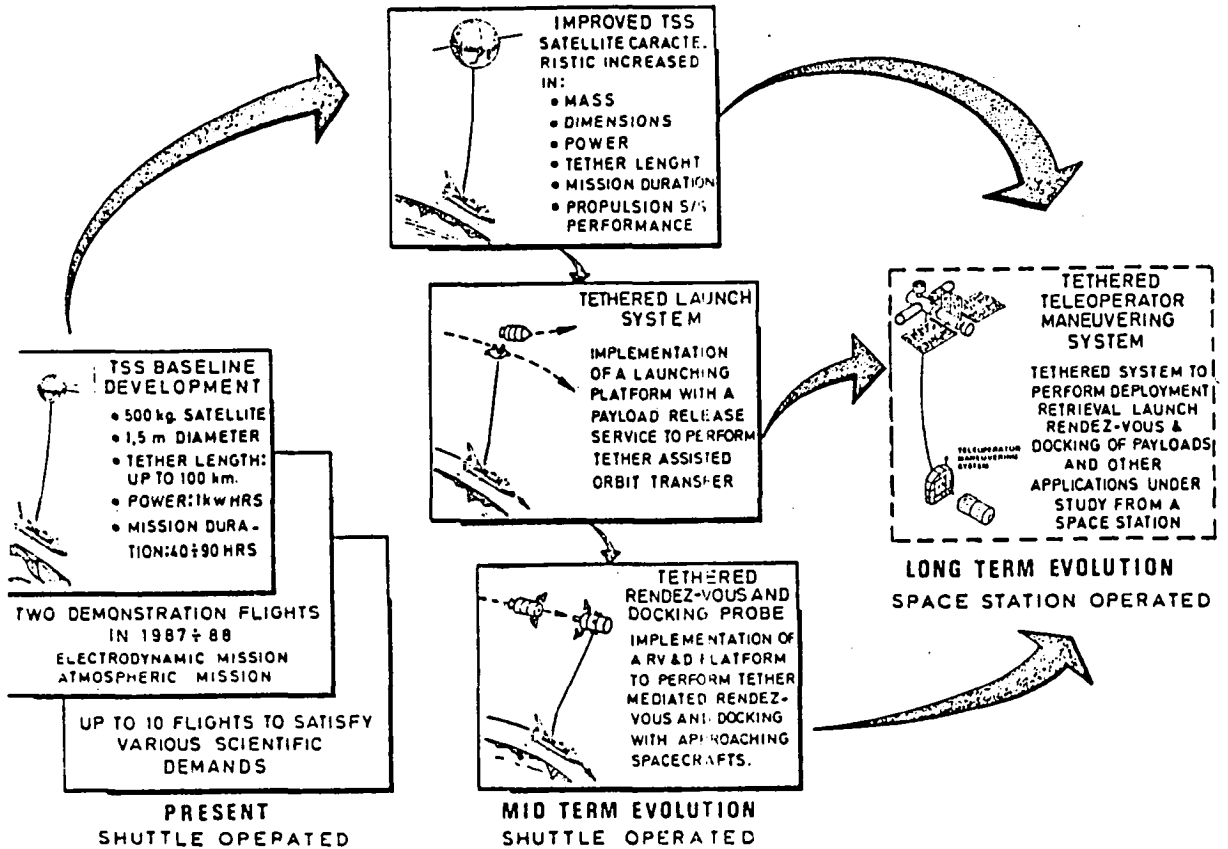 IMPROVED TSS
SATELLITE CARACTE.
RISTIC INCREASED
IN:
• MASS
• DIMENSIONS
• POWER
• TETHER LENGHT
• MISSION DURATION
• PROPULSION S/S
PERFORMANCE
TSS BASELINE
DEVELOPMENT
• 500 kg. SATELLITE
• 1,5 m DIAMETER
• TETHER LENGTH:
UP TO 100 km.
• POWER:1kw HRS
• MISSION DURA-
TION:40÷90 HRS
TWO DEMONSTRATION FLIGHTS
IN 1987÷88
ELECTRODYNAMIC MISSION
ATMOSPHERIC MISSION
UP TO 10 FLIGHTS TO SATISFY
VARIOUS SCIENTIFIC
DEMANDS
PRESENT
SHUTTLE OPERATED
TETHERED LAUNCH
SYSTEM
IMPLEMENTATION
OF A LAUNCHING
PLATFORM WITH A
PAYLOAD RELEASE
SERVICE TO PERFORM
TETHER ASSISTED
ORBIT TRANSFER
TETHERED
RENDEZ-VOUS AND
DOCKING PROBE
IMPLEMENTATION OF
A RV&D PLATFORM
TO PERFORM TETHER
MEDIATED RENDEZ-
VOUS AND DOCKING
WITH APPROACHING
SPACECRAFTS.
MID TERM EVOLUTION
SHUTTLE OPERATED
TETHERED
TELEOPERATOR
MANEUVERING
SYSTEM
TETHERED SYSTEM TO
PERFORM DEPLOYMENT
RETRIEVAL LAUNCH
RENDEZ-VOUS &
DOCKING OF PAYLOADS
AND OTHER
APPLICATIONS UNDER
STUDY FROM A
SPACE STATION
TELEOPERATOR
MANEUVERING
SYSTEM
LONG TERM EVOLUTION
SPACE STATION OPERATED